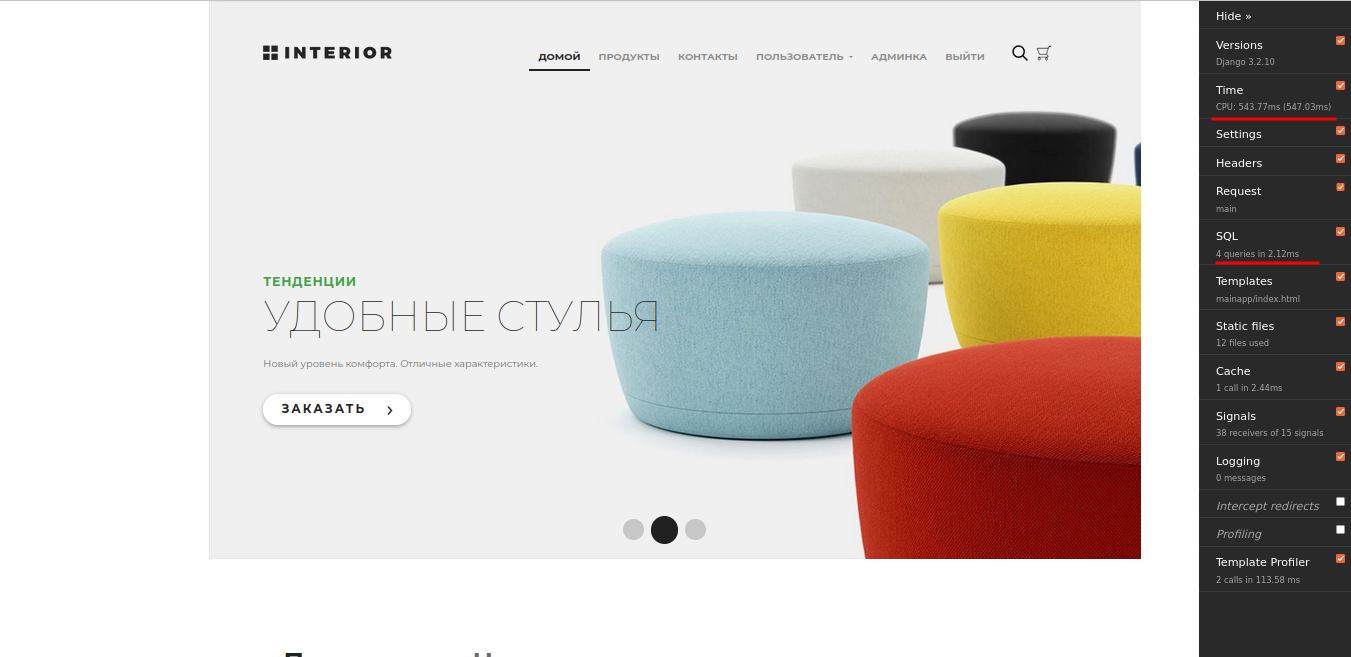 INTERIOR
ДОМОЙ ПРОДУКТЫ КОНТАКТЫ ПОЛЬЗОВАТЕЛЬ АДМИНКА ВЫЙТИ
ТЕНДЕНЦИИ
УДОБНЫЕ СТУЛЬЯ
Новый уровень комфорта. Отличные характеристики.
ЗАКАЗАТЬ
Hide »
Versions
Django 3.2.10
Time
CPU: 543.77ms (547.03ms)
Settings
Headers
Request
main
SQL
4 queries in 2.12ms
Templates
mainapp/index.html
Static files
12 files used
Cache
1 call in 2.44ms
Signals
38 receivers of 15 signals
Logging
0 messages
Intercept redirects
Profiling
Template Profiler
2 calls in 113.58 ms